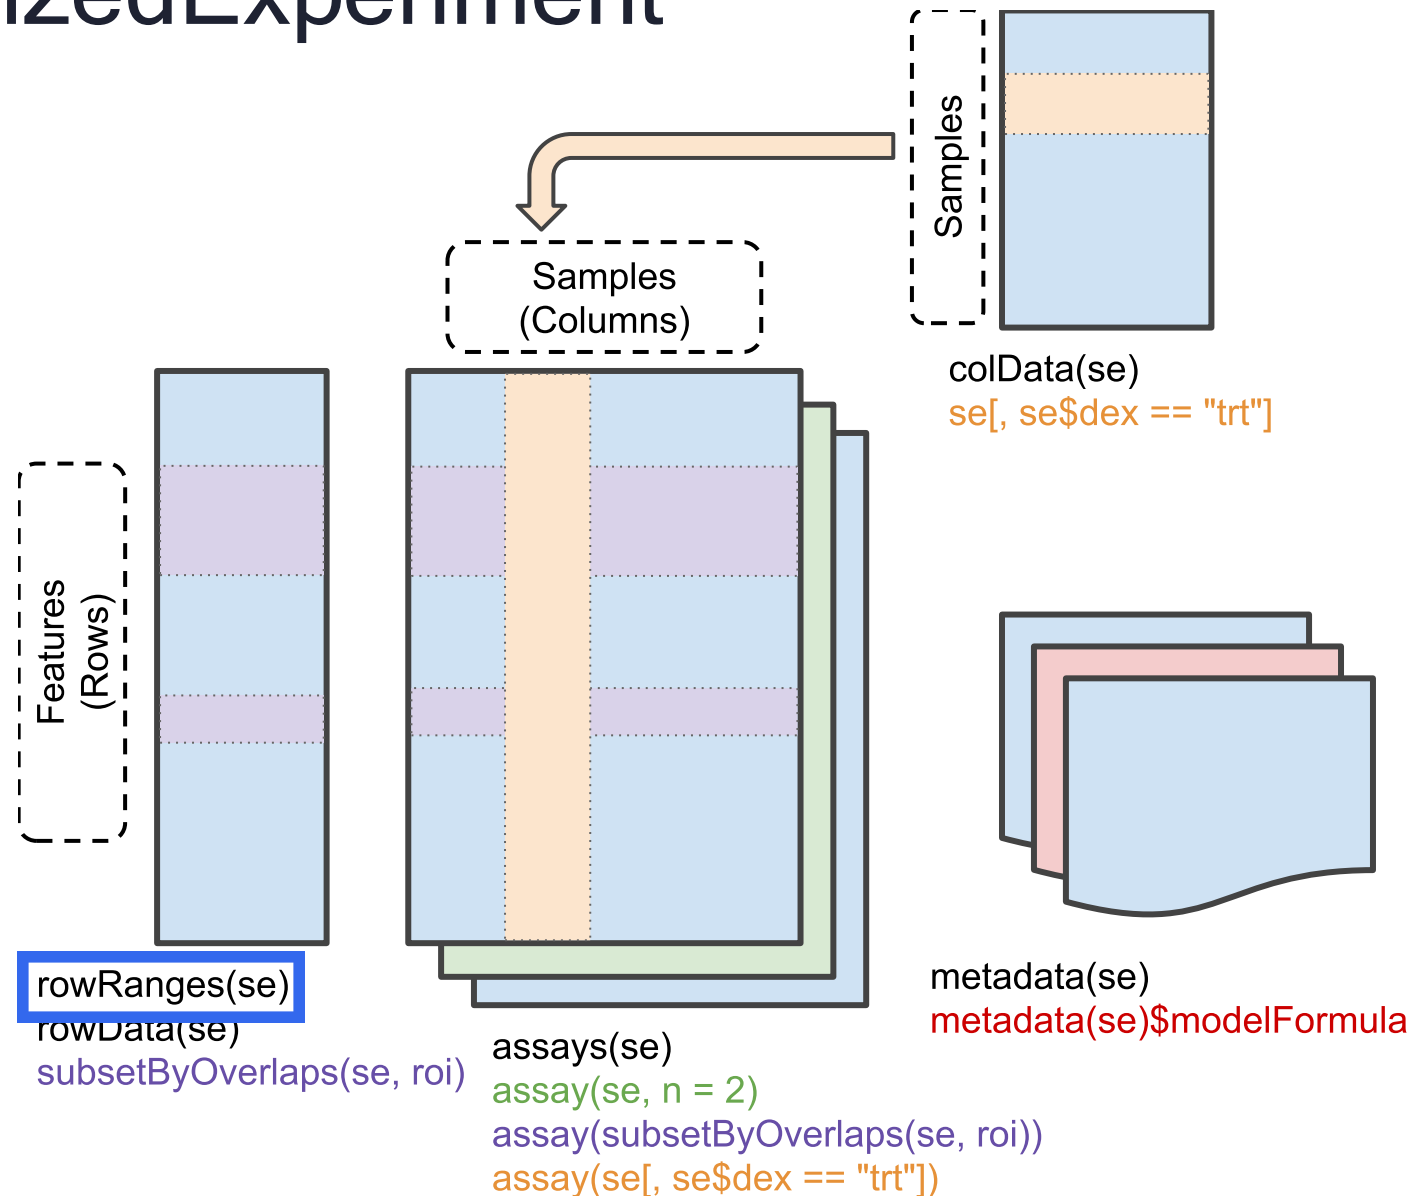 izedExperiment
Samples
Samples
(Columns)
colData(se)
se[, se$dex == "trt"]
Features
(Rows)
rowRanges(se)
rowData(se)
subsetByOverlaps(se, roi)
assays(se)
assay(se, n = 2)
assay(subsetByOverlaps(se, roi))
assay(se[, se$dex == "trt"])
metadata(se)
metadata(se)$modelFormula